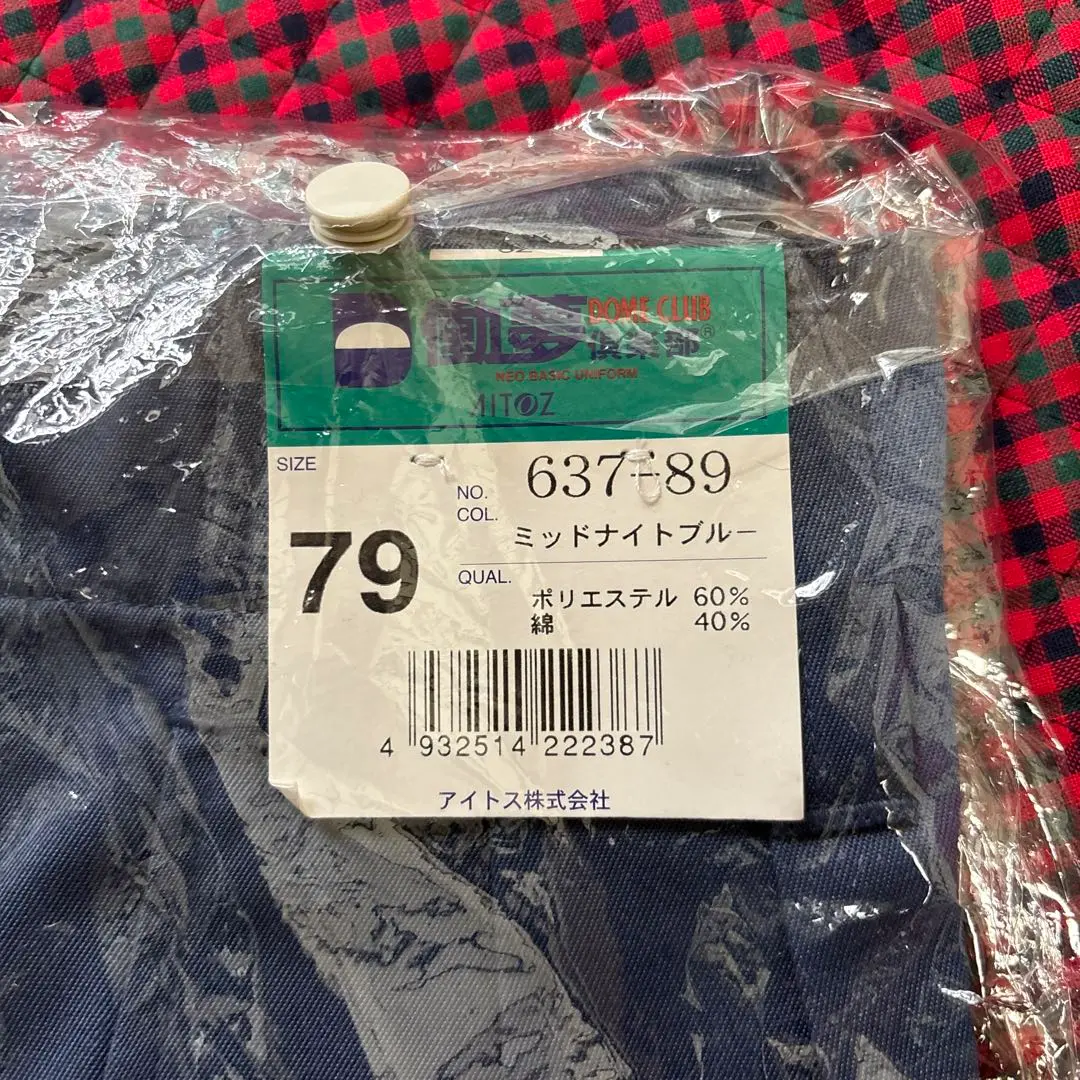 DOME CLUB
働夢
倶楽部®
NEO BASIC UNIFORM
AITOZ
SIZE
79
NO. 637-89
COL. ミッドナイトブルー
QUAL.
ポリエステル 60%
綿 40%
4 932514 222387
アイトス株式会社